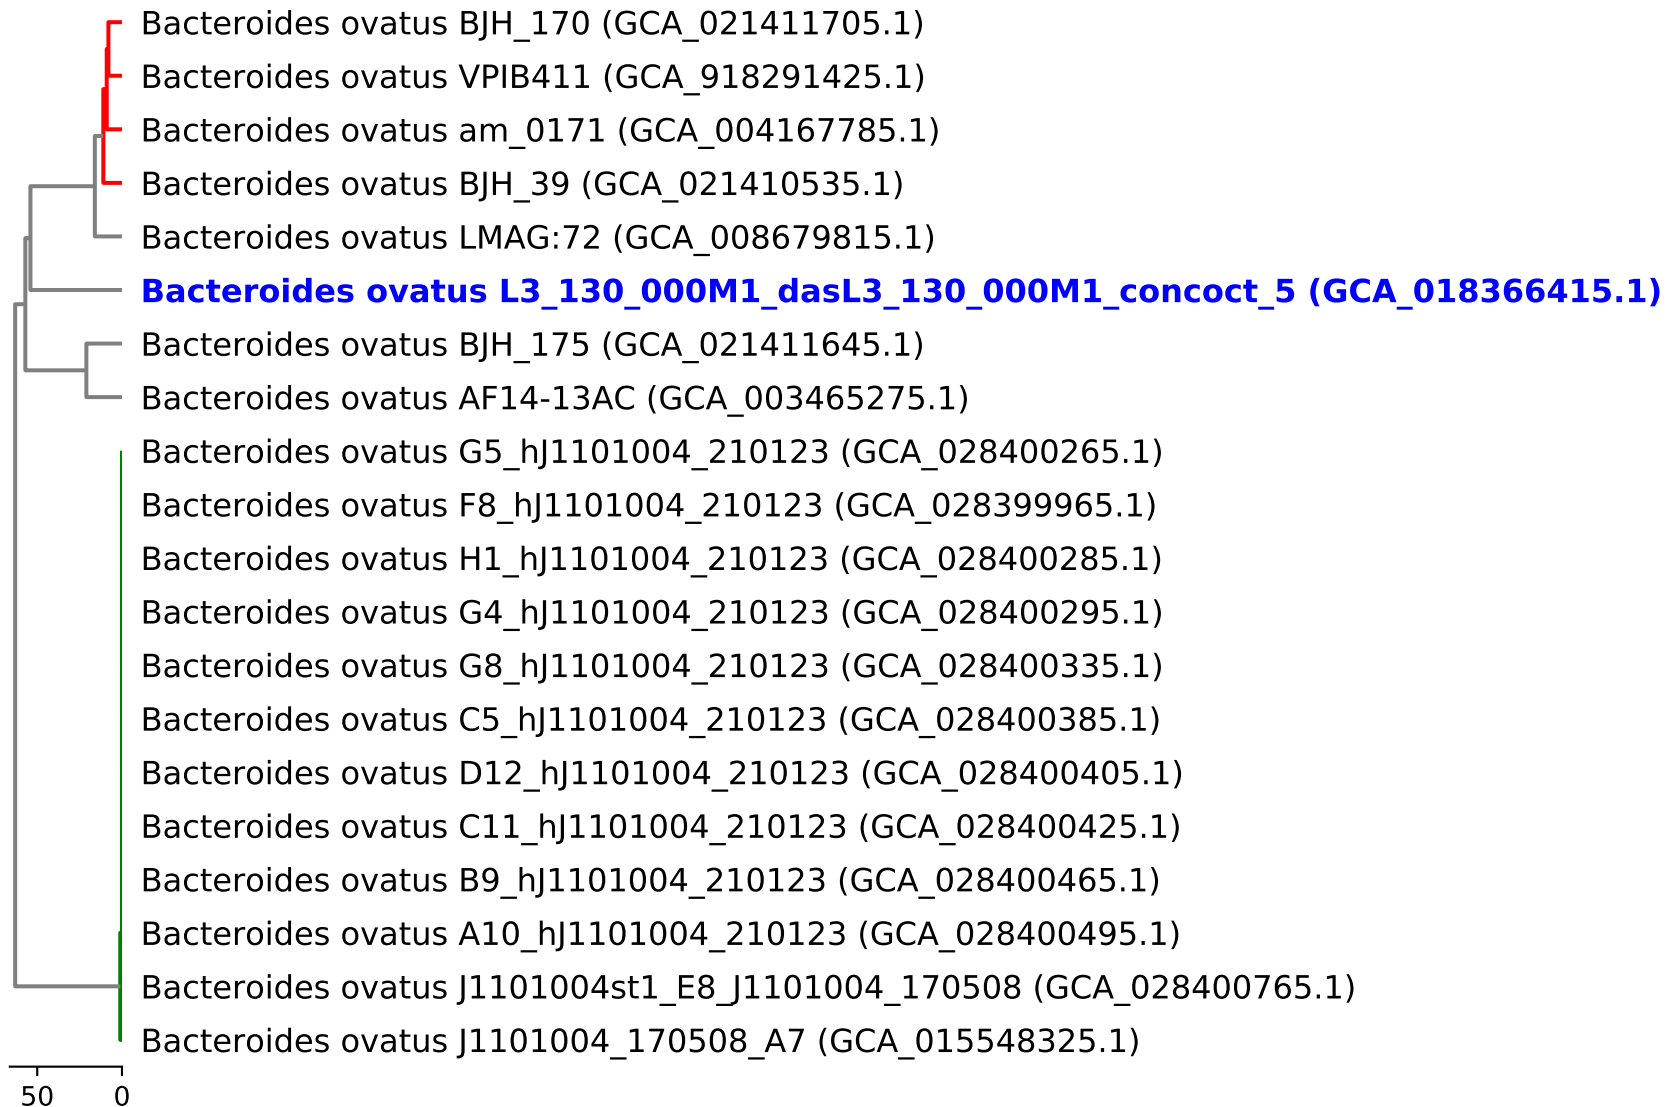 Bacteroides ovatus BJH_170 (GCA_021411705.1)
Bacteroides ovatus VPIB411 (GCA_918291425.1)
Bacteroides ovatus am_0171 (GCA_004167785.1)
Bacteroides ovatus BJH_39 (GCA_021410535.1)
Bacteroides ovatus LMAG:72 (GCA_008679815.1)
Bacteroides ovatus L3_130_000M1_dasL3_130_000M1_concoct_5 (GCA_018366415.1)
Bacteroides ovatus BJH_175 (GCA_021411645.1)
Bacteroides ovatus AF14-13AC (GCA_003465275.1)
Bacteroides ovatus G5_hJ1101004_210123 (GCA_028400265.1)
Bacteroides ovatus F8_hJ1101004_210123 (GCA_028399965.1)
Bacteroides ovatus H1_hJ1101004_210123 (GCA_028400285.1)
Bacteroides ovatus G4_hJ1101004_210123 (GCA_028400295.1)
Bacteroides ovatus G8_hJ1101004_210123 (GCA_028400335.1)
Bacteroides ovatus C5_hJ1101004_210123 (GCA_028400385.1)
Bacteroides ovatus D12_hJ1101004_210123 (GCA_028400405.1)
Bacteroides ovatus C11_hJ1101004_210123 (GCA_028400425.1)
Bacteroides ovatus B9_hJ1101004_210123 (GCA_028400465.1)
Bacteroides ovatus A10_hJ1101004_210123 (GCA_028400495.1)
Bacteroides ovatus J1101004st1_E8_J1101004_170508 (GCA_028400765.1)
Bacteroides ovatus J1101004_170508_A7 (GCA_015548325.1)
50 0